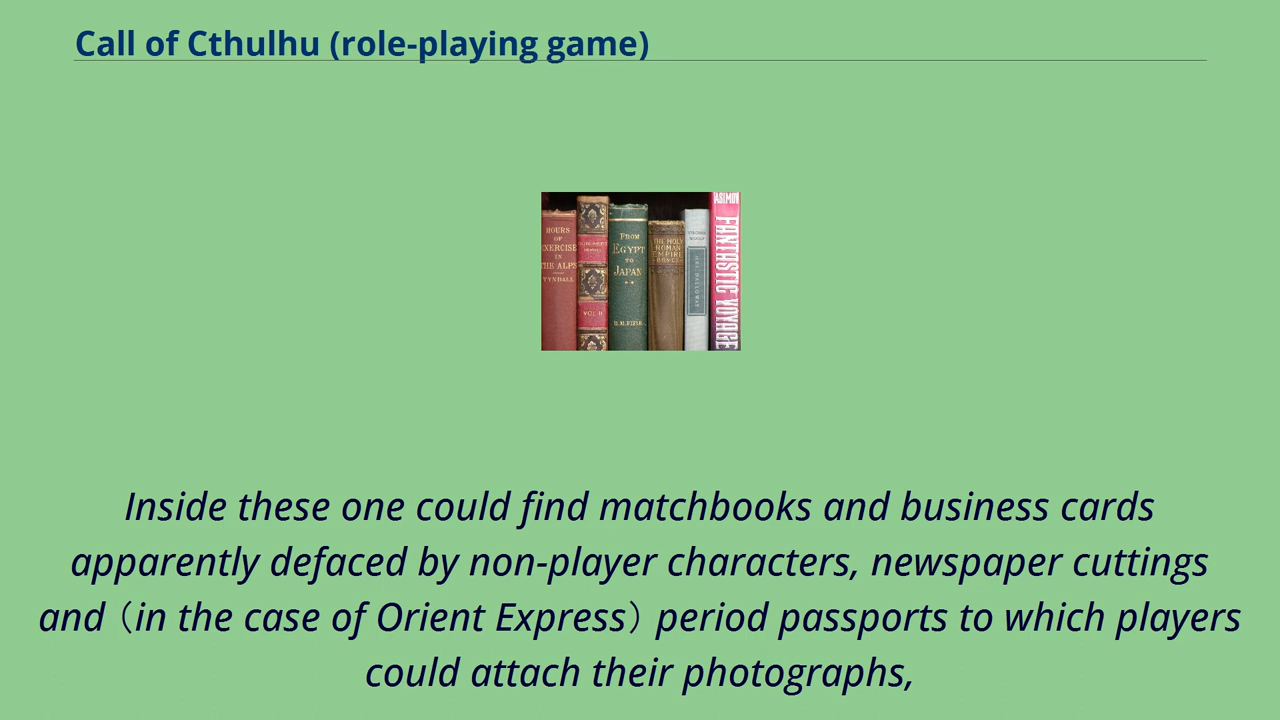 Call of Cthulhu (role-playing game)
HOURS
OF
EXERCISE
IN
THE ALPS
TYNDALL
VOL II
FROM
EGYPT
TO
JAPAN
THE HOLY
ROMAN
EMPIRE
BRYCE
ASIMOV
FANTASTIC VOYAGE
Inside these one could find matchbooks and business cards
apparently defaced by non-player characters, newspaper cuttings
and (in the case of Orient Express) period passports to which players
could attach their photographs,